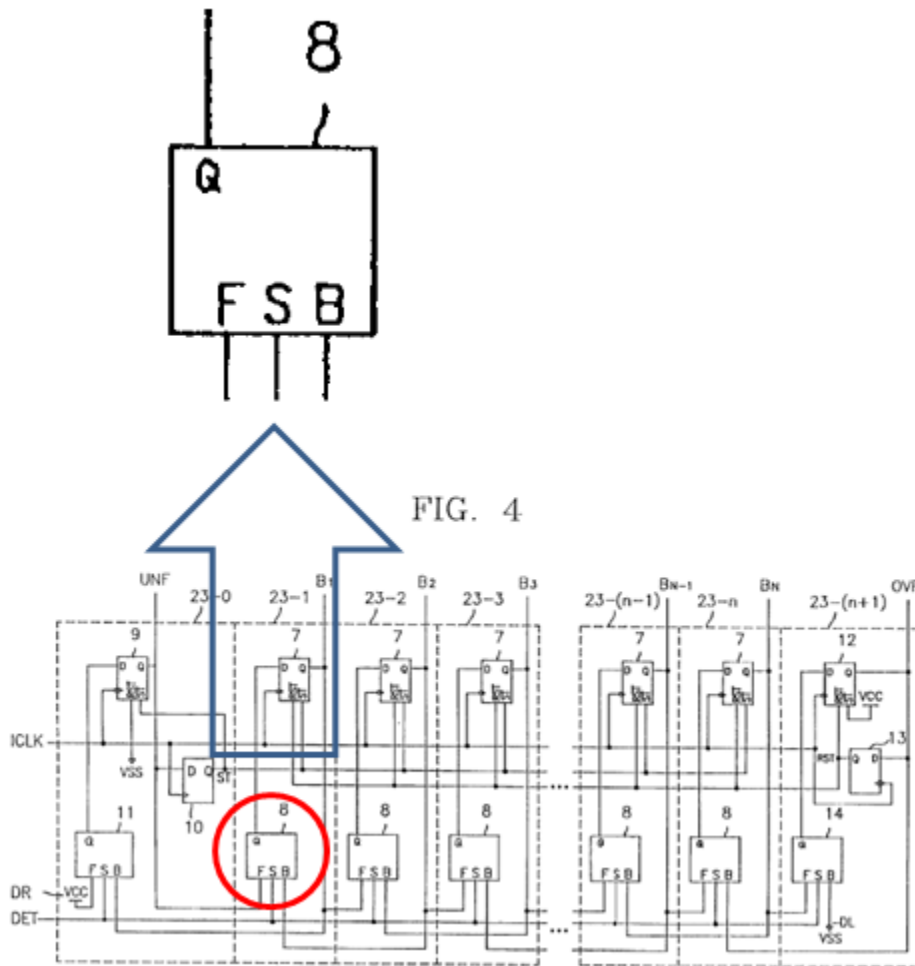 8
Q
F S B
FIG. 4
UNF B1 B2 B3 BN-1 BN OVF
23-0 23-1 23-2 23-3 23-(n-1) 23-n 23-(n+1)
9 7 7 7 7 7 12
D Q D Q D Q D Q D Q D Q D Q
VCC
ICLK
13
VSS D Q ST RST Q D
10
11 8 8 8 8 8 14
Q Q Q Q Q Q Q
F S B F S B F S B F S B F S B F S B F S B
DR VCC
DET DL
VSS